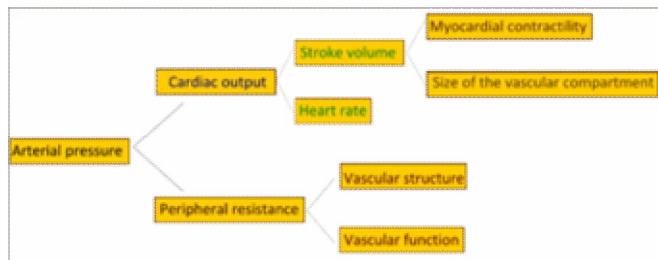 Myocardial contractility
Stroke volume
Cardiac output
Size of the vascular compartment
Heart rate
Arterial pressure
Vascular structure
Peripheral resistance
Vascular function